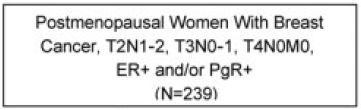 Postmenopausal Women With Breast
Cancer, T2N1-2, T3N0-1, T4N0M0,
ER+ and/or PgR+
(N=239)